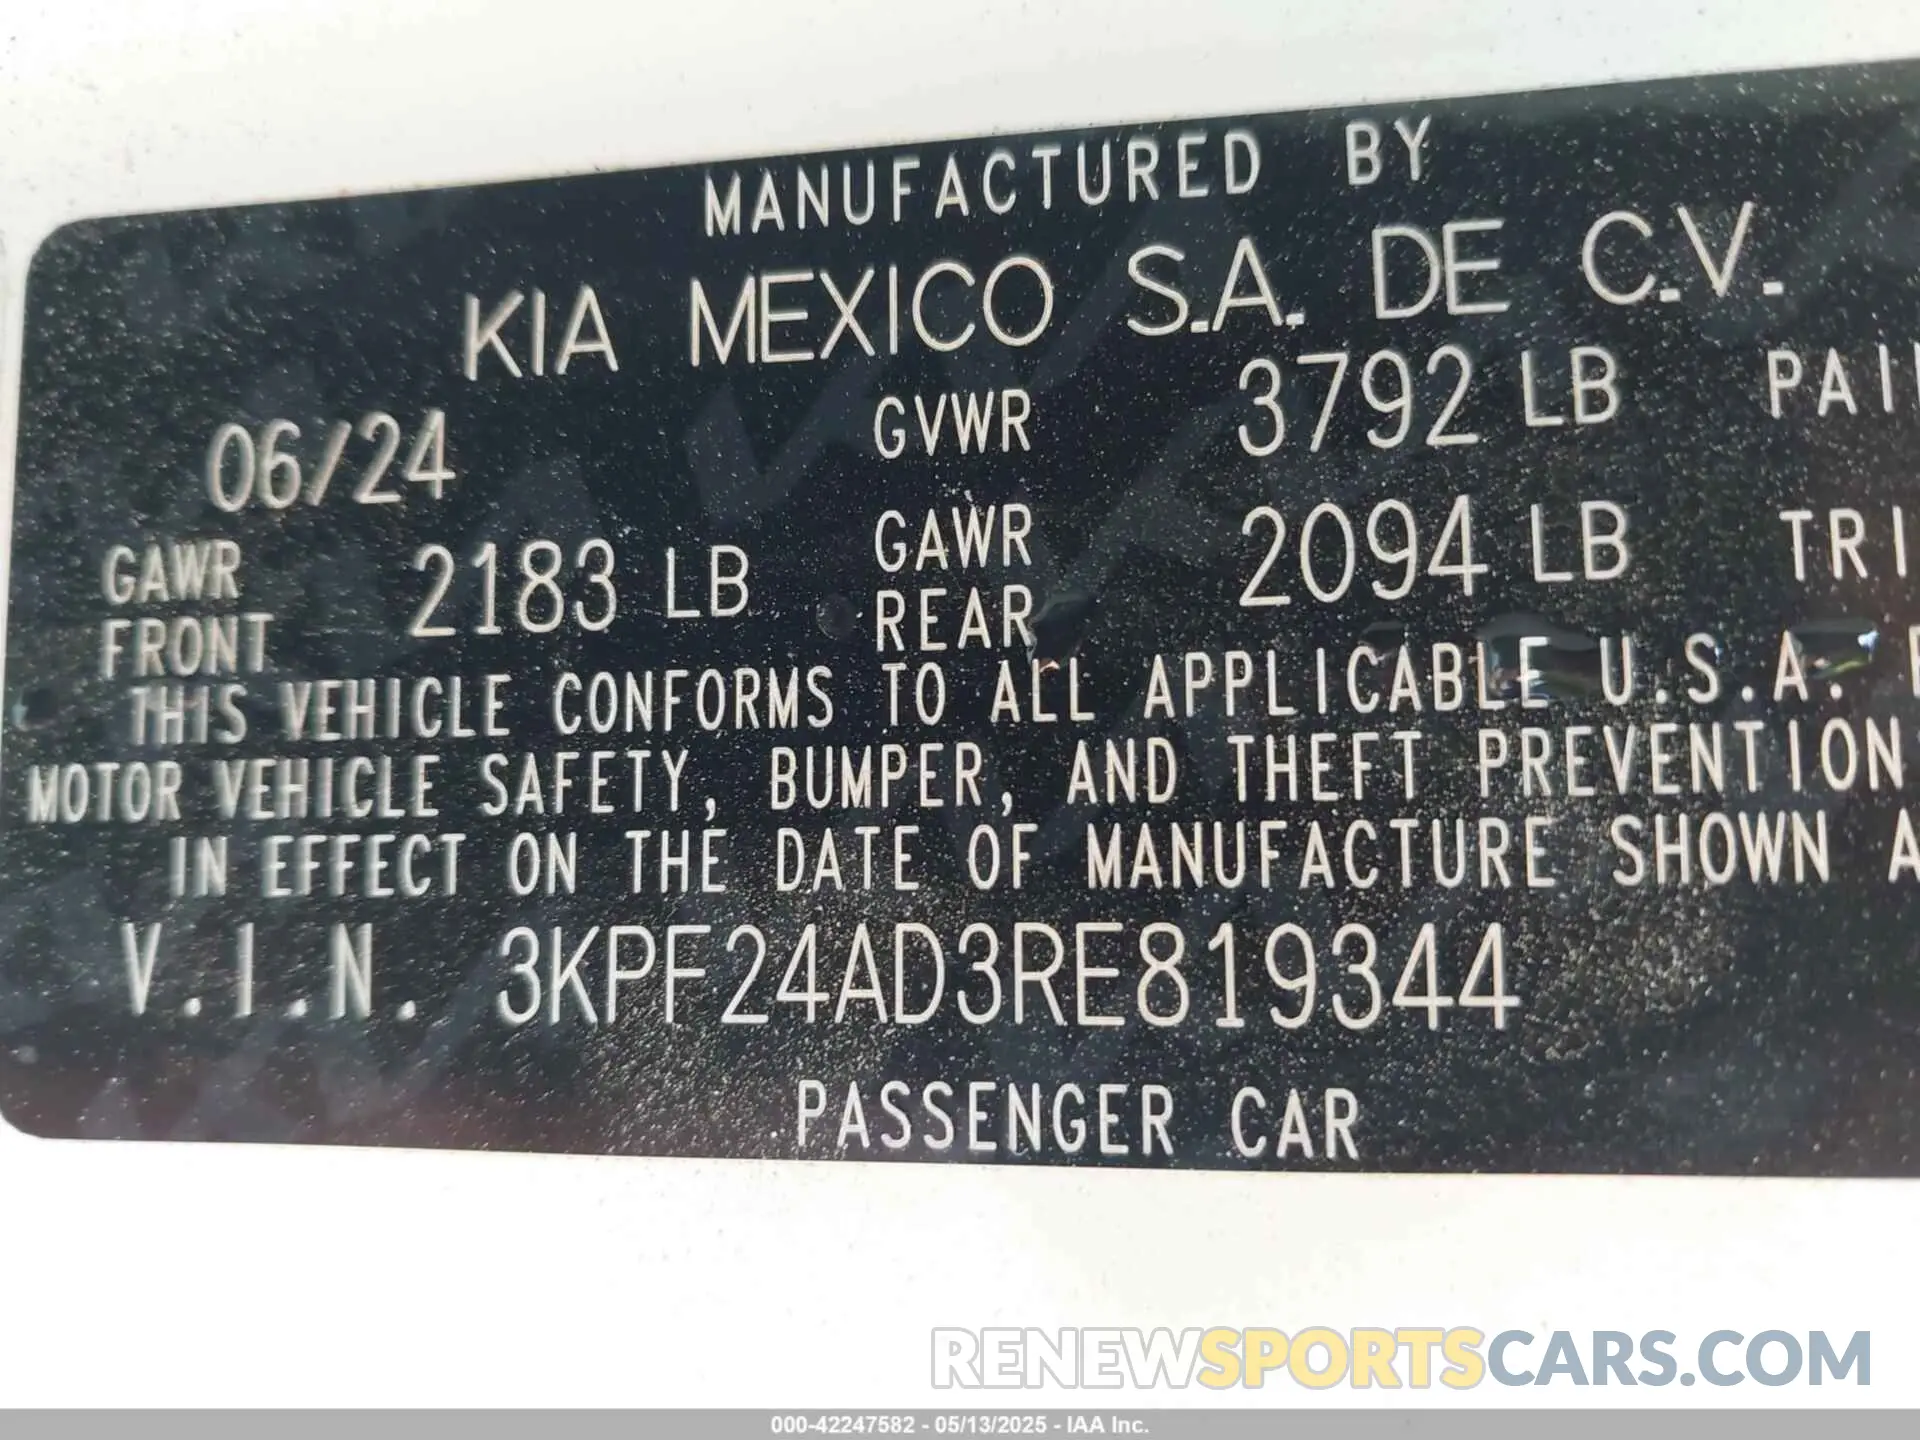 MANUFACTURED BY
KIA MEXICO S.A. DE C.V.
06/24 GVWR 3792 LB
GAWR FRONT 2183 LB GAWR REAR 2094 LB
THIS VEHICLE CONFORMS TO ALL APPLICABLE U.S.A.
MOTOR VEHICLE SAFETY, BUMPER, AND THEFT PREVENTION
IN EFFECT ON THE DATE OF MANUFACTURE SHOWN
V.I.N. 3KPF24AD3RE819344
PASSENGER CAR
RENEWSPORTSCARS.COM
000-42247582 - 05/13/2025 - IAA Inc.